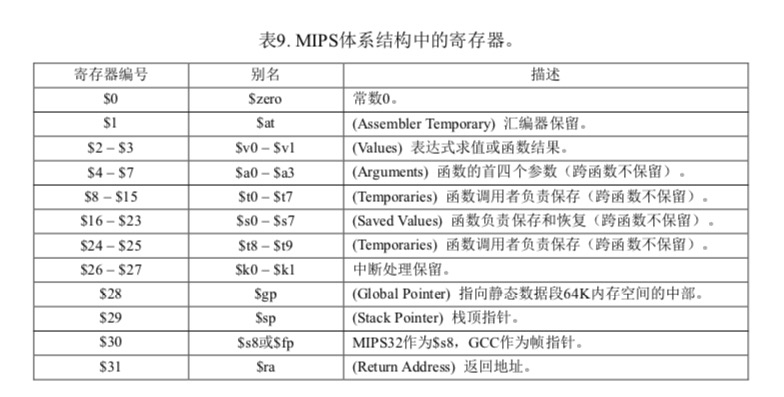 表9. MIPS体系结构中的寄存器。
寄存器编号 别名 描述
$0 $zero 常数0。
$1 $at (Assembler Temporary) 汇编器保留。
$2 – $3 $v0 – $v1 (Values) 表达式求值或函数结果。
$4 – $7 $a0 – $a3 (Arguments) 函数的首四个参数（跨函数不保留）。
$8 – $15 $t0 – $t7 (Temporaries) 函数调用者负责保存（跨函数不保留）。
$16 – $23 $s0 – $s7 (Saved Values) 函数负责保存和恢复（跨函数不保留）。
$24 – $25 $t8 – $t9 (Temporaries) 函数调用者负责保存（跨函数不保留）。
$26 – $27 $k0 – $k1 中断处理保留。
$28 $gp (Global Pointer) 指向静态数据段64K内存空间的中部。
$29 $sp (Stack Pointer) 栈顶指针。
$30 $s8或$fp MIPS32作为$s8，GCC作为帧指针。
$31 $ra (Return Address) 返回地址。